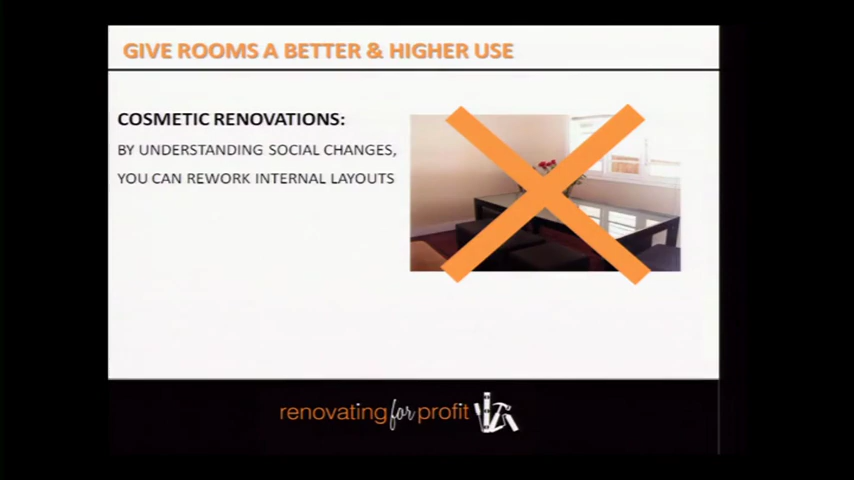 GIVE ROOMS A BETTER & HIGHER USE
COSMETIC RENOVATIONS:
BY UNDERSTANDING SOCIAL CHANGES,
YOU CAN REWORK INTERNAL LAYOUTS
renovating for profit